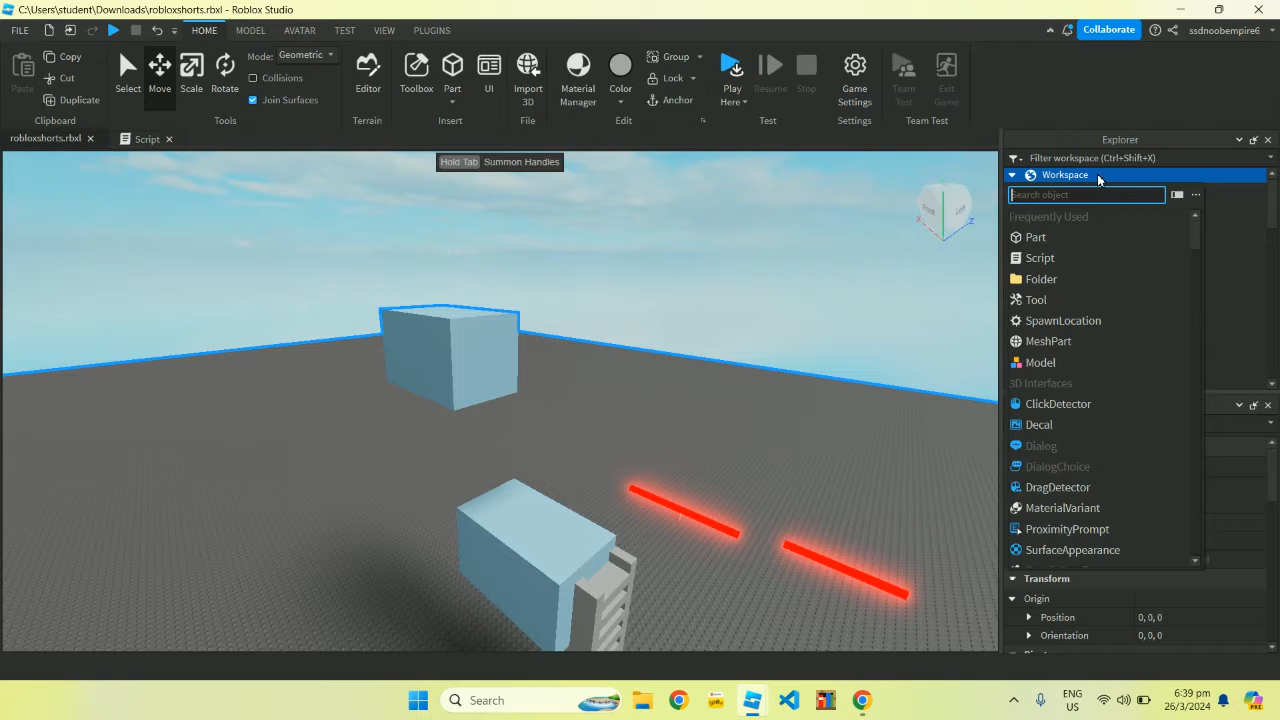 C:\Users\student\Downloads\robloxshorts.rbxl - Roblox Studio
FILE HOME MODEL AVATAR TEST VIEW PLUGINS Collaborate ssdnoobempire6
Copy
Cut
Duplicate
Paste
Clipboard
Select Move Scale Rotate
Mode: Geometric
Collisions
Join Surfaces
Tools
Editor
Terrain
Toolbox Part UI
Insert
Import 3D
File
Material Manager
Color
Group
Lock
Anchor
Edit
Play Here Resume Stop
Test
Game Settings
Settings
Team Test Exit Game
Team Test
robloxshorts.rbxl Script
Hold Tab Summon Handles
Front Left
X Z
Explorer
Filter workspace (Ctrl+Shift+X)
Workspace
Search object
Frequently Used
Part
Script
Folder
Tool
SpawnLocation
MeshPart
Model
3D Interfaces
ClickDetector
Decal
Dialog
DialogChoice
DragDetector
MaterialVariant
ProximityPrompt
SurfaceAppearance
Transform
Origin
Position 0, 0, 0
Orientation 0, 0, 0
Search
ENG
US
6:39 pm
26/3/2024
PRE